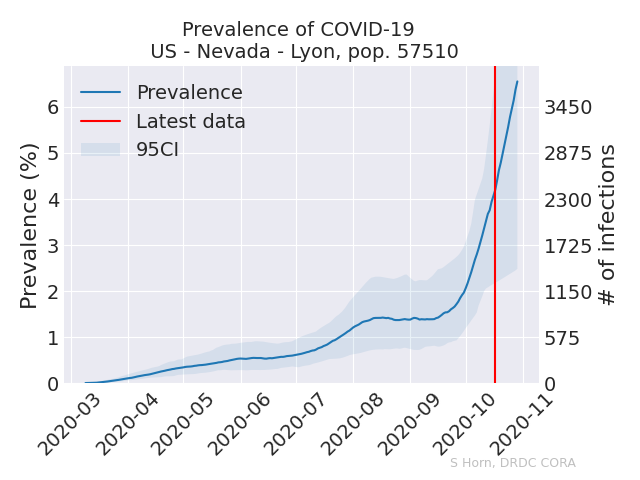 Prevalence of COVID-19
US - Nevada - Lyon, pop. 57510
Prevalence
Latest data
95CI
Prevalence (%)
6
5
4
3
2
1
0
3450
2875
2300
1725
1150
575
0
# of infections
2020-03
2020-04
2020-05
2020-06
2020-07
2020-08
2020-09
2020-10
2020-11
S Horn, DRDC CORA